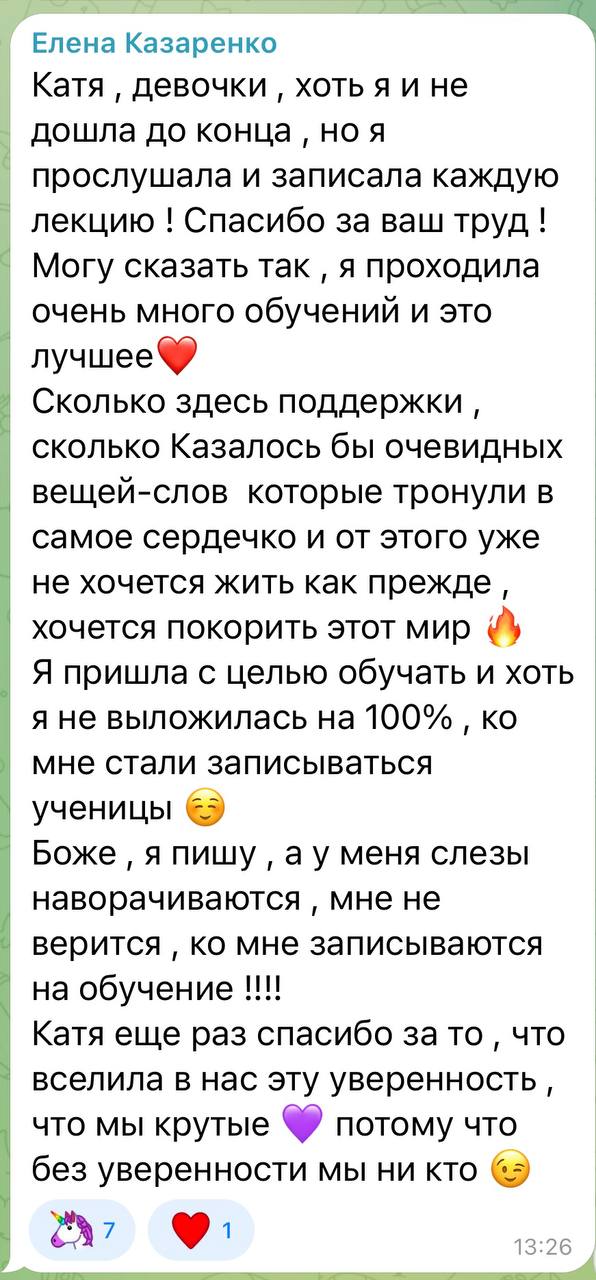 Елена Казаренко
Катя , девочки , хоть я и не
дошла до конца , но я
прослушала и записала каждую
лекцию ! Спасибо за ваш труд !
Могу сказать так , я проходила
очень много обучений и это
лучшее❤️
Сколько здесь поддержки ,
сколько Казалось бы очевидных
вещей-слов  которые тронули в
самое сердечко и от этого уже
не хочется жить как прежде ,
хочется покорить этот мир 🔥
Я пришла с целью обучать и хоть
я не выложилась на 100% , ко
мне стали записываться
ученицы ☺️
Боже , я пишу , а у меня слезы
наворачиваются , мне не
верится , ко мне записываются
на обучение !!!!
Катя еще раз спасибо за то , что
вселила в нас эту уверенность ,
что мы крутые 💜 потому что
без уверенности мы ни кто 😉
🦄 7 ❤️ 1
13:26